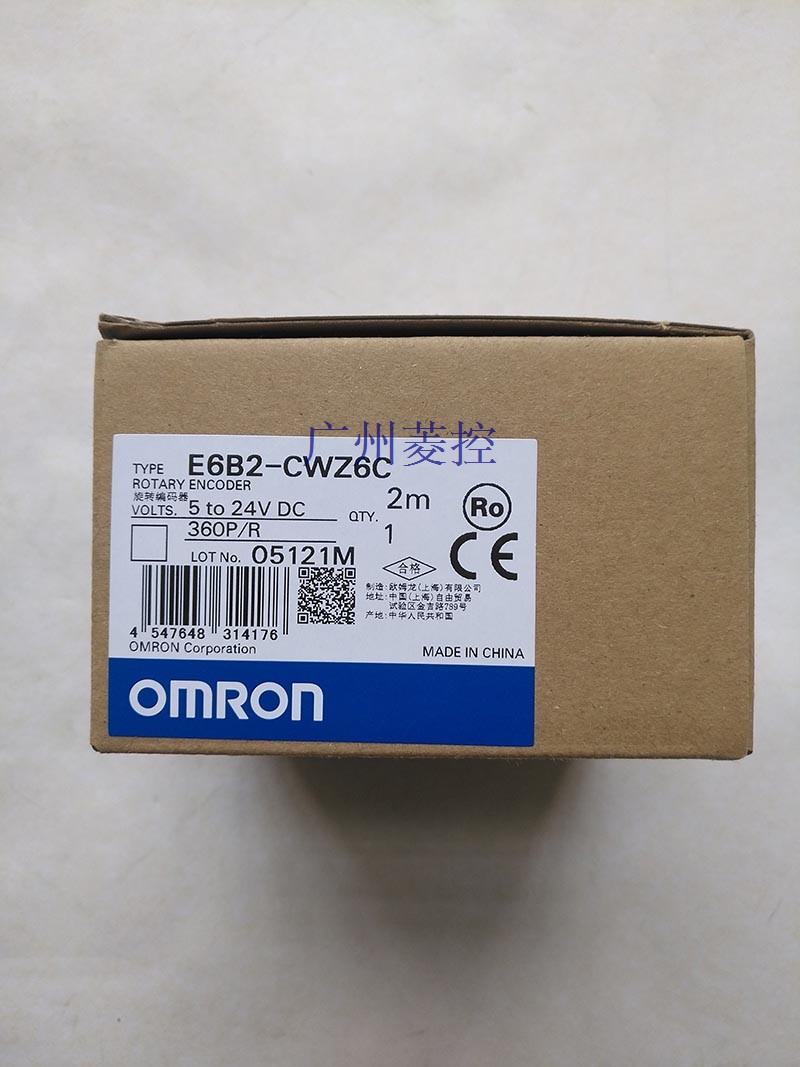 广州菱控
TYPE E6B2-CWZ6C
ROTARY ENCODER
旋转编码器
VOLTS. 5 to 24V DC
360P/R
QTY. 2m
1
Ro
LOT No. 05121M
合格
CE
制造:欧姆龙(上海)有限公司
地址:中国(上海)自由贸易
试验区金吉路789号
产地:中华人民共和国
4 547648 314176
OMRON Corporation
MADE IN CHINA
OMRON